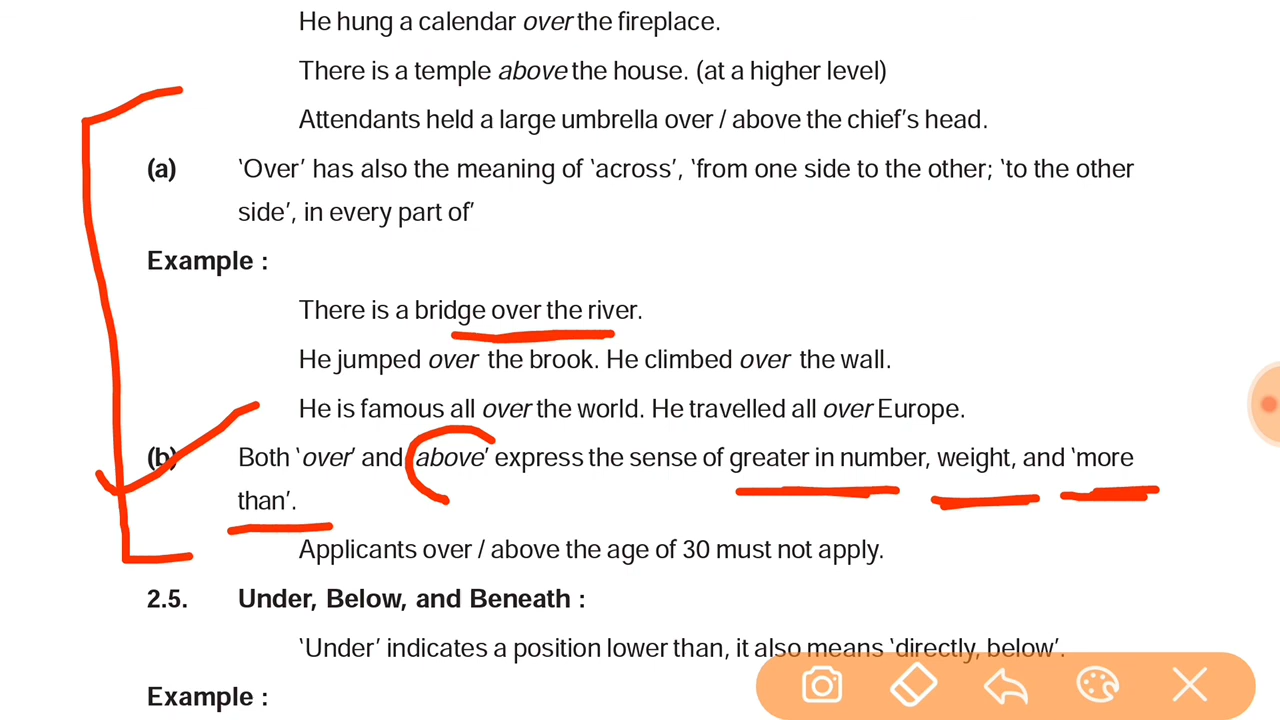 He hung a calendar over the fireplace.
There is a temple above the house. (at a higher level)
Attendants held a large umbrella over / above the chief's head.
(a) 'Over' has also the meaning of 'across', 'from one side to the other; 'to the other
side', in every part of'
Example :
There is a bridge over the river.
He jumped over the brook. He climbed over the wall.
He is famous all over the world. He travelled all over Europe.
(b) Both 'over' and 'above' express the sense of greater in number, weight, and 'more
than'.
Applicants over / above the age of 30 must not apply.
2.5. Under, Below, and Beneath :
'Under' indicates a position lower than, it also means 'directly, below'.
Example :